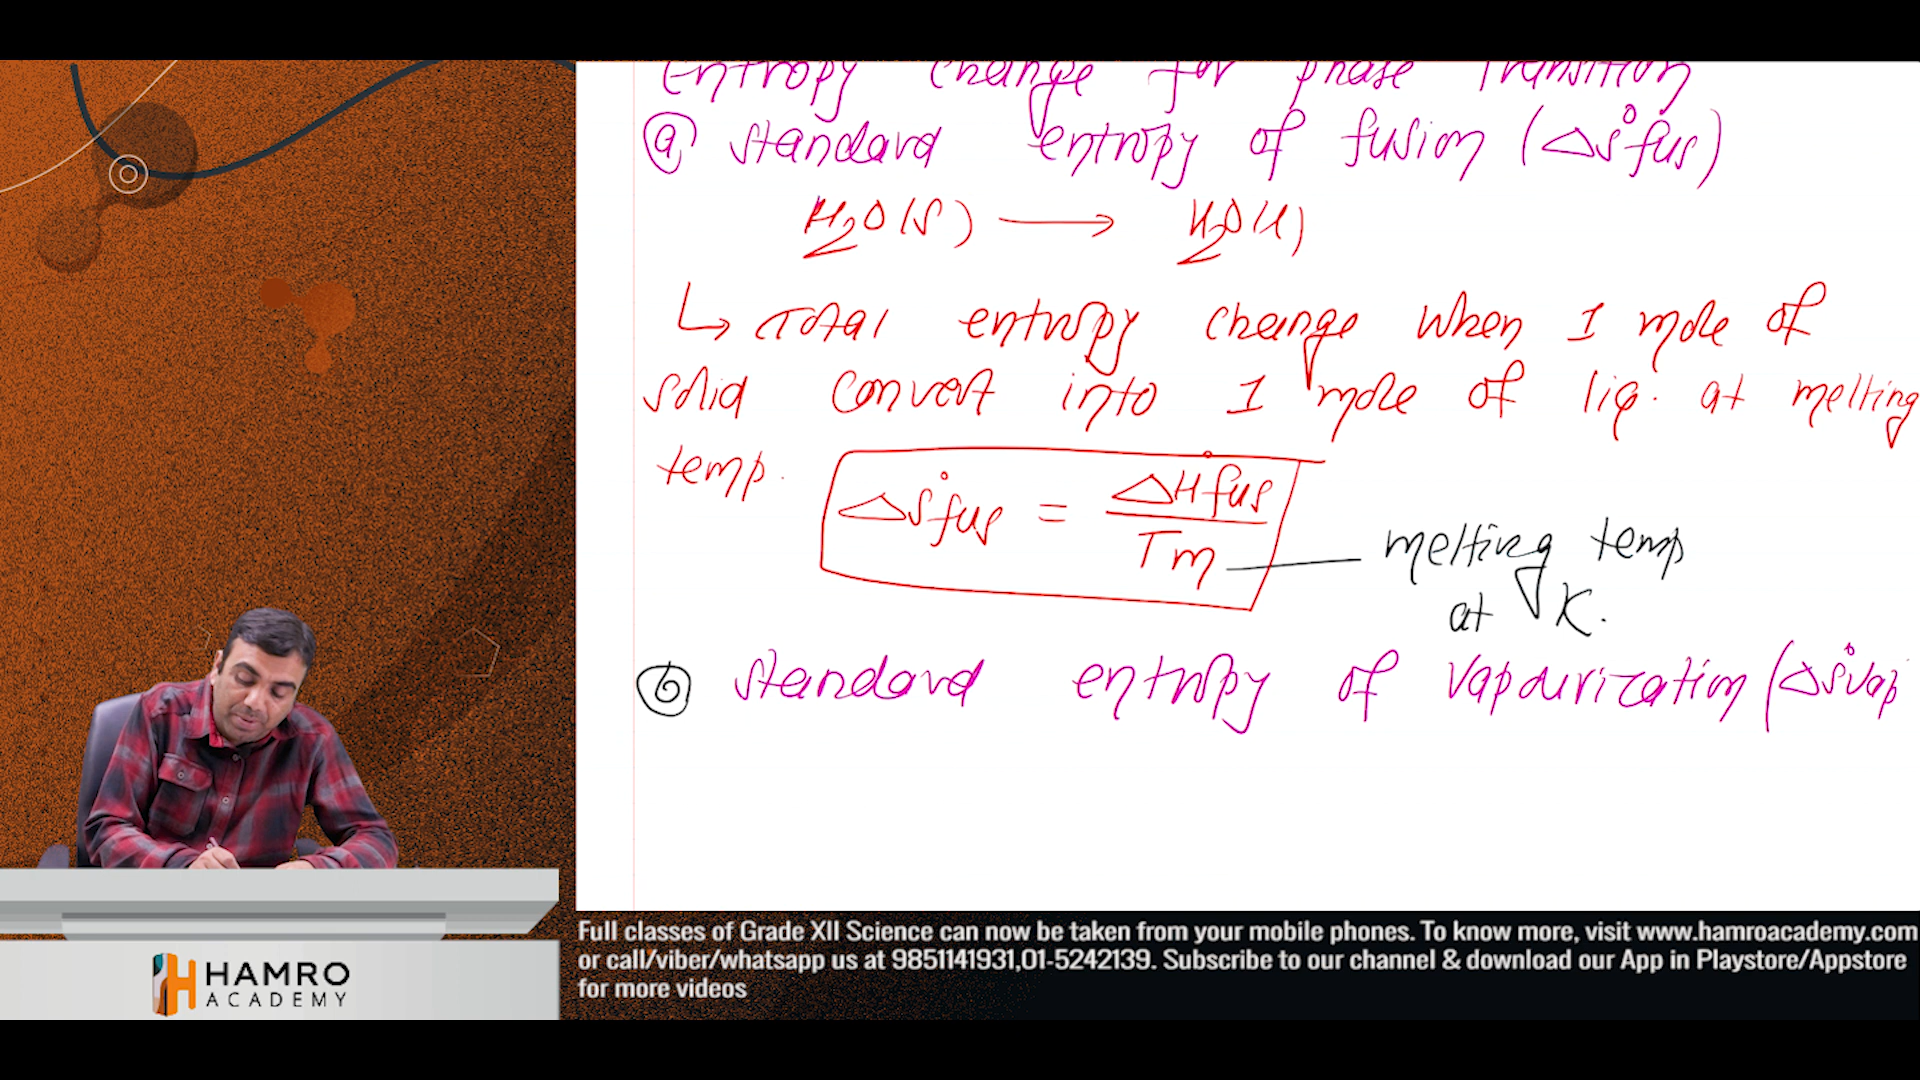 Entropy change for phase Transition
(a) standard entropy of fusion (ΔS°fus)
H2O(s) ⟶ H2O(l)
↳ Total entropy change when 1 mole of
solid convert into 1 mole of liq. at melting
temp.
ΔS°fus = ΔH°fus / Tm — melting temp
at K.
(b) standard entropy of vapourization (ΔS°vap
Full classes of Grade XII Science can now be taken from your mobile phones. To know more, visit www.hamroacademy.com
or call/viber/whatsapp us at 9851141931,01-5242139. Subscribe to our channel & download our App in Playstore/Appstore
for more videos
HAMRO
ACADEMY